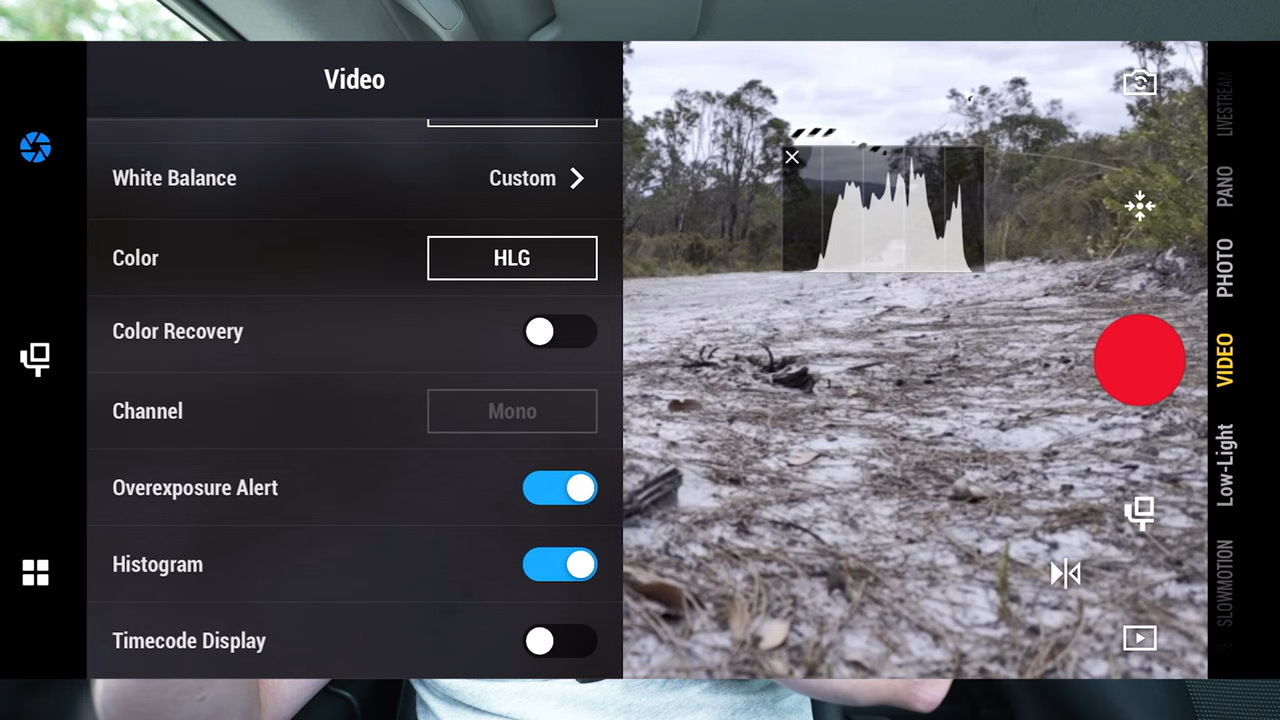 Video
White Balance
Custom
Color
HLG
Color Recovery
Channel
Mono
Overexposure Alert
Histogram
Timecode Display
LIVESTREAM
PANO
PHOTO
VIDEO
Low-Light
SLOWMOTION